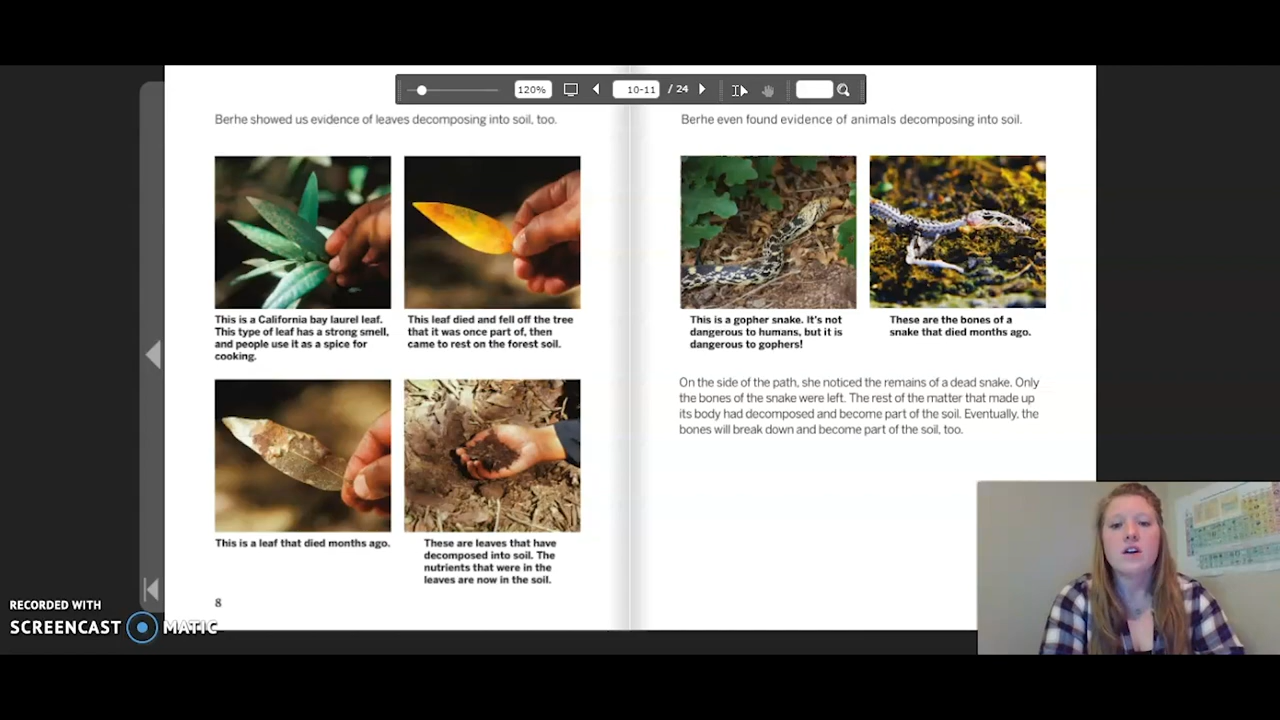 120%
10-11
/ 24
Berhe showed us evidence of leaves decomposing into soil, too.
This is a California bay laurel leaf.
This type of leaf has a strong smell,
and people use it as a spice for
cooking.
This leaf died and fell off the tree
that it was once part of, then
came to rest on the forest soil.
This is a leaf that died months ago.
These are leaves that have
decomposed into soil. The
nutrients that were in the
leaves are now in the soil.
8
Berhe even found evidence of animals decomposing into soil.
This is a gopher snake. It's not
dangerous to humans, but it is
dangerous to gophers!
These are the bones of a
snake that died months ago.
On the side of the path, she noticed the remains of a dead snake. Only
the bones of the snake were left. The rest of the matter that made up
its body had decomposed and become part of the soil. Eventually, the
bones will break down and become part of the soil, too.
RECORDED WITH
SCREENCAST MATIC